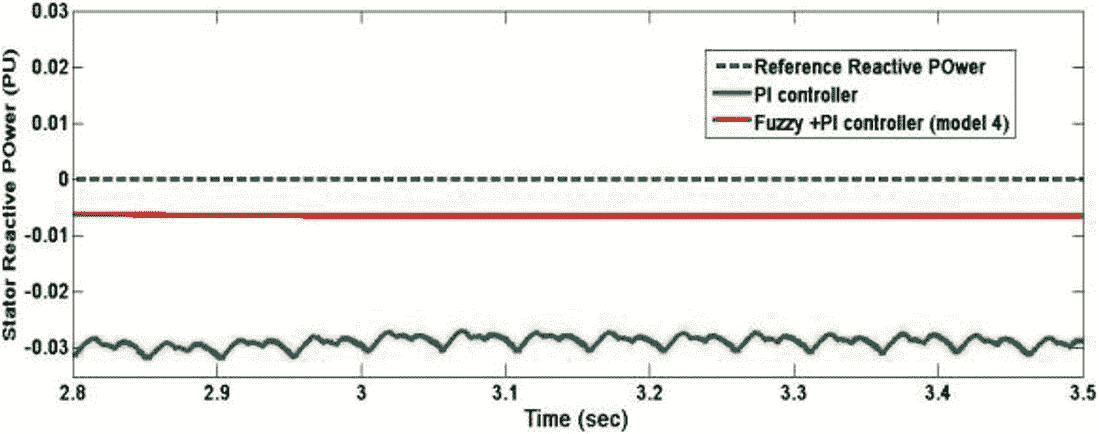 0.03
0.02
0.01
0
-0.01
-0.02
-0.03
Stator Reactive POwer (PU)
Reference Reactive POwer
PI controller
Fuzzy +PI controller (model 4)
2.8 2.9 3 3.1 3.2 3.3 3.4 3.5
Time (sec)